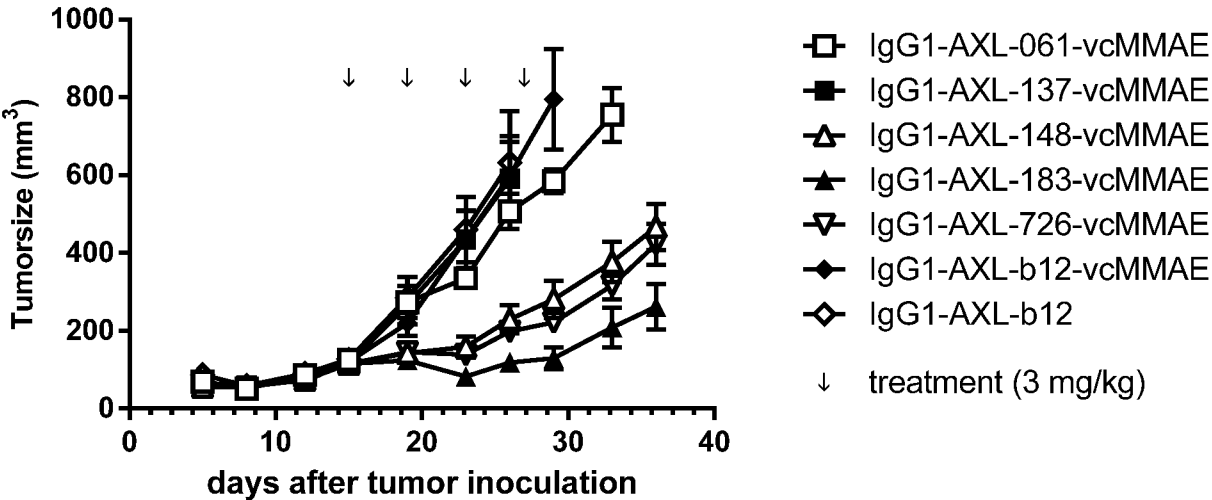 1000
800
600
400
200
0
Tumorsize (mm³)
0 10 20 30 40
days after tumor inoculation
IgG1-AXL-061-vcMMAE
IgG1-AXL-137-vcMMAE
IgG1-AXL-148-vcMMAE
IgG1-AXL-183-vcMMAE
IgG1-AXL-726-vcMMAE
IgG1-AXL-b12-vcMMAE
IgG1-AXL-b12
↓ treatment (3 mg/kg)